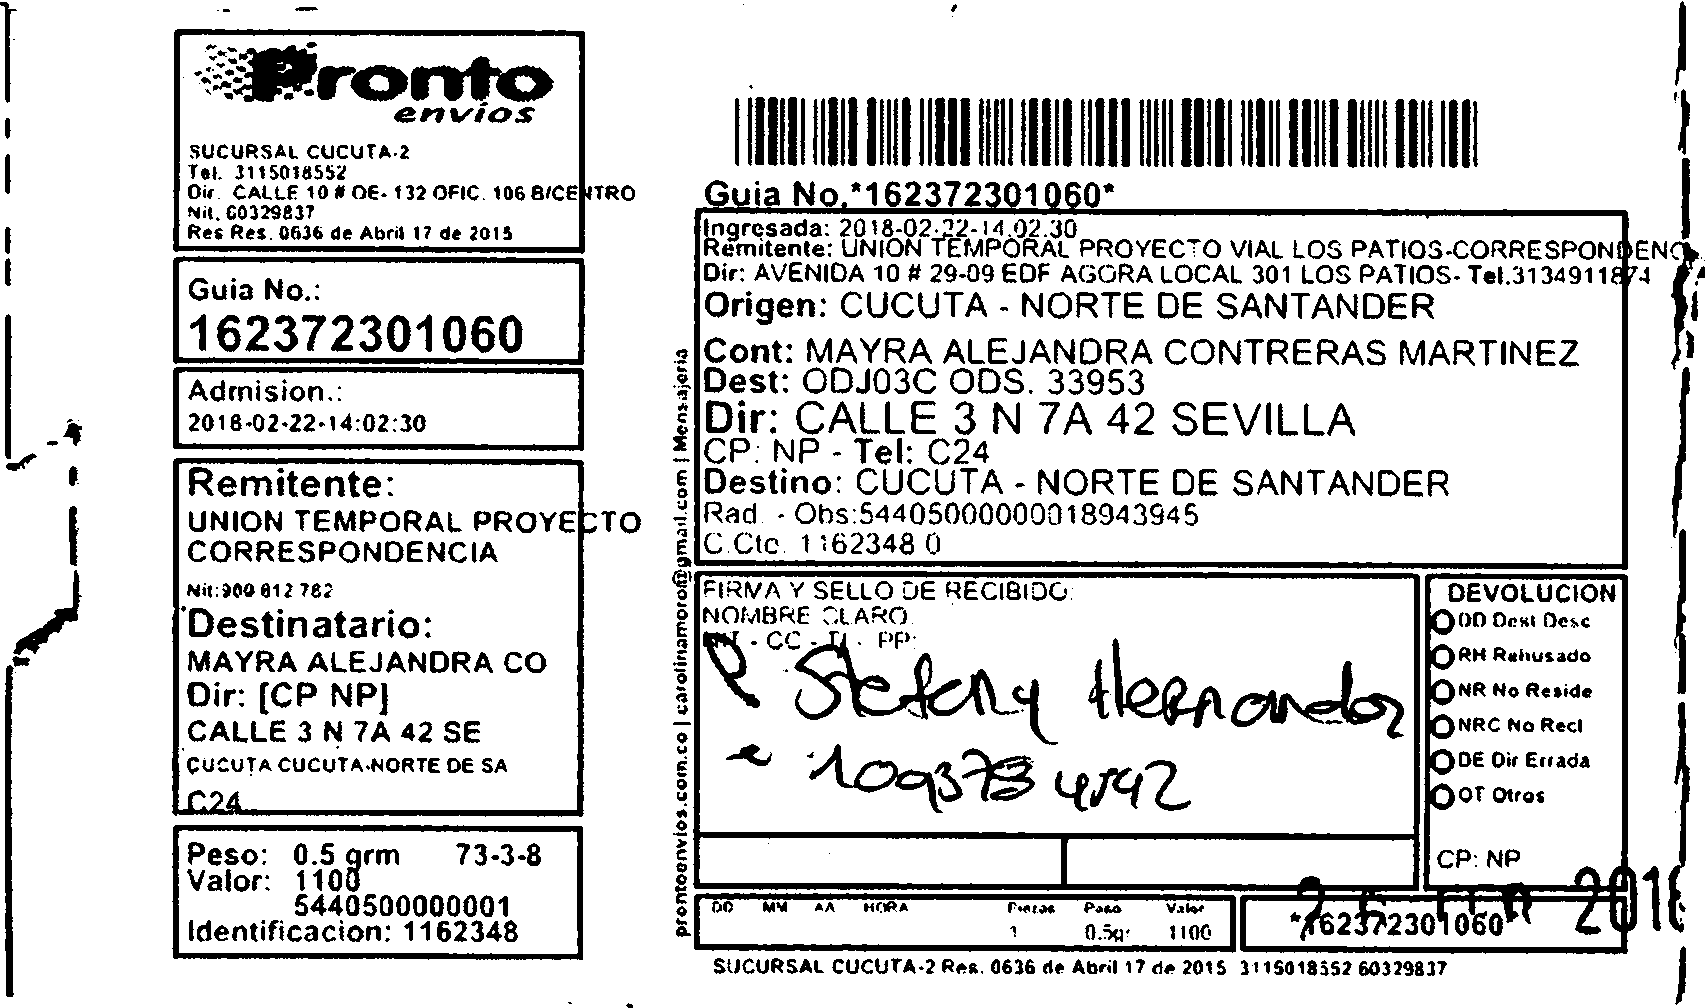 Pronto
envíos
SUCURSAL CUCUTA-2
Tel. 3115018552
Dir. CALLE 10 # OE- 132 OFIC. 106 B/CENTRO
Nit. 60329837
Res Res. 0636 de Abril 17 de 2015
Guia No.:
162372301060
Admision.:
2018-02-22-14:02:30
Remitente:
UNION TEMPORAL PROYECTO
CORRESPONDENCIA
Nit:900 812 782
Destinatario:
MAYRA ALEJANDRA CO
Dir: [CP NP]
CALLE 3 N 7A 42 SE
CUCUTA CUCUTA-NORTE DE SA
C24
Peso: 0.5 grm 73-3-8
Valor: 1100
5440500000001
Identificacion: 1162348
prontoenvios.com.co | carolinamoro@gmail.com | Mensajeria
Guia No.*162372301060*
Ingresada: 2018-02-22-14.02.30
Remitente: UNION TEMPORAL PROYECTO VIAL LOS PATIOS-CORRESPONDENC
Dir: AVENIDA 10 # 29-09 EDF AGORA LOCAL 301 LOS PATIOS- Tel.3134911874
Origen: CUCUTA - NORTE DE SANTANDER
Cont: MAYRA ALEJANDRA CONTRERAS MARTINEZ
Dest: ODJ03C ODS. 33953
Dir: CALLE 3 N 7A 42 SEVILLA
CP: NP - Tel: C24
Destino: CUCUTA - NORTE DE SANTANDER
Rad. - Obs:54405000000018943945
C.Cto. 1162348 0
FIRMA Y SELLO DE RECIBIDO:
NOMBRE CLARO
- CC - TI - PP:
Stefany Hernandez
1093784592
DEVOLUCION
DD Dest Desc
RH Rehusado
NR No Reside
NRC No Recl
DE Dir Errada
OT Otros
CP: NP
DD MM AA HORA Piezas Peso Valor
1 0.5gr 1100
*162372301060*
2018
SUCURSAL CUCUTA-2 Res. 0636 de Abril 17 de 2015 3115018552 60329837